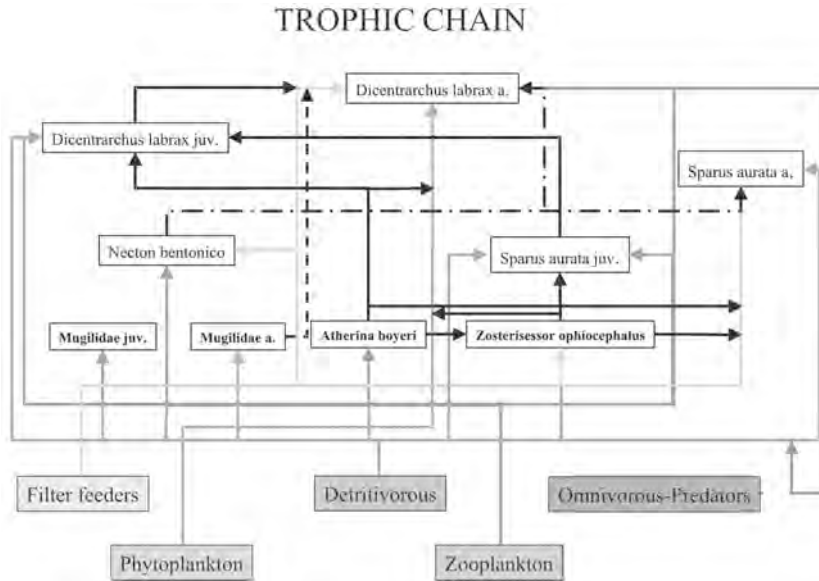 TROPHIC CHAIN
Dicentrarchus labrax a.
Dicentrarchus labrax juv.
Sparus aurata a.
Necton bentonico
Sparus aurata juv.
Mugilidae juv.
Mugilidae a.
Atherina boyeri
Zosterisessor ophiocephalus
Filter feeders
Detritivorous
Omnivorous-Predators
Phytoplankton
Zooplankton